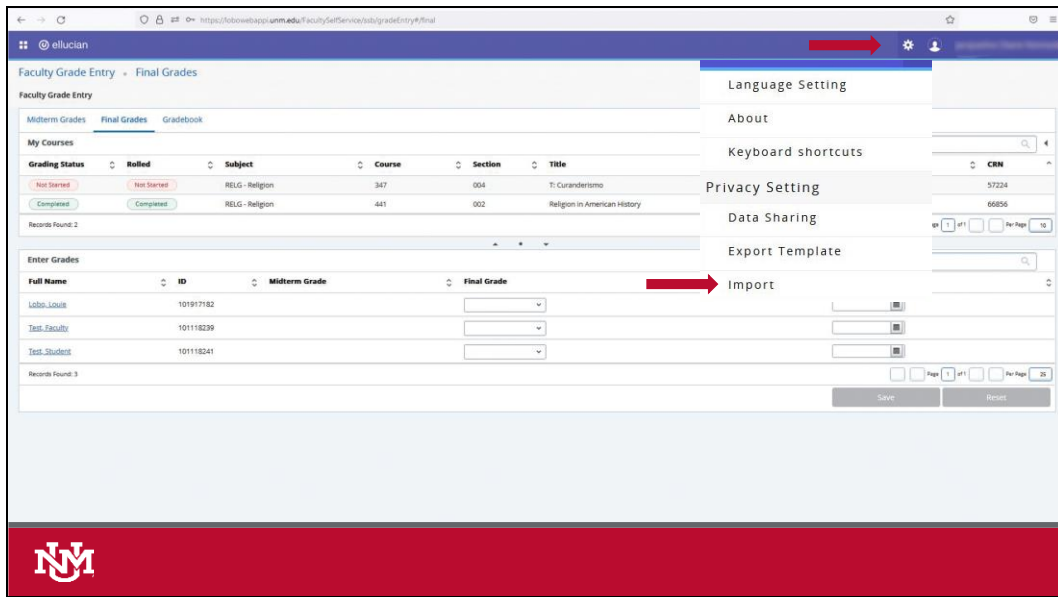 https://lobowebappi.unm.edu/FacultySelfService/ssb/gradeEntry#/final
ellucian
Faculty Grade Entry • Final Grades
Faculty Grade Entry
Midterm Grades Final Grades Gradebook
My Courses
Grading Status Rolled Subject Course Section Title CRN
Not Started Not Started RELG - Religion 347 004 T: Curanderismo 57224
Completed Completed RELG - Religion 441 002 Religion in American History 66856
Records Found: 2 1 of 1 Per Page 10
Language Setting
About
Keyboard shortcuts
Privacy Setting
Data Sharing
Export Template
Import
Enter Grades
Full Name ID Midterm Grade Final Grade
Lobo, Louie 101917182
Test, Faculty 101118239
Test, Student 101118241
Records Found: 3 Page 1 of 1 Per Page 25
Save Reset
NM